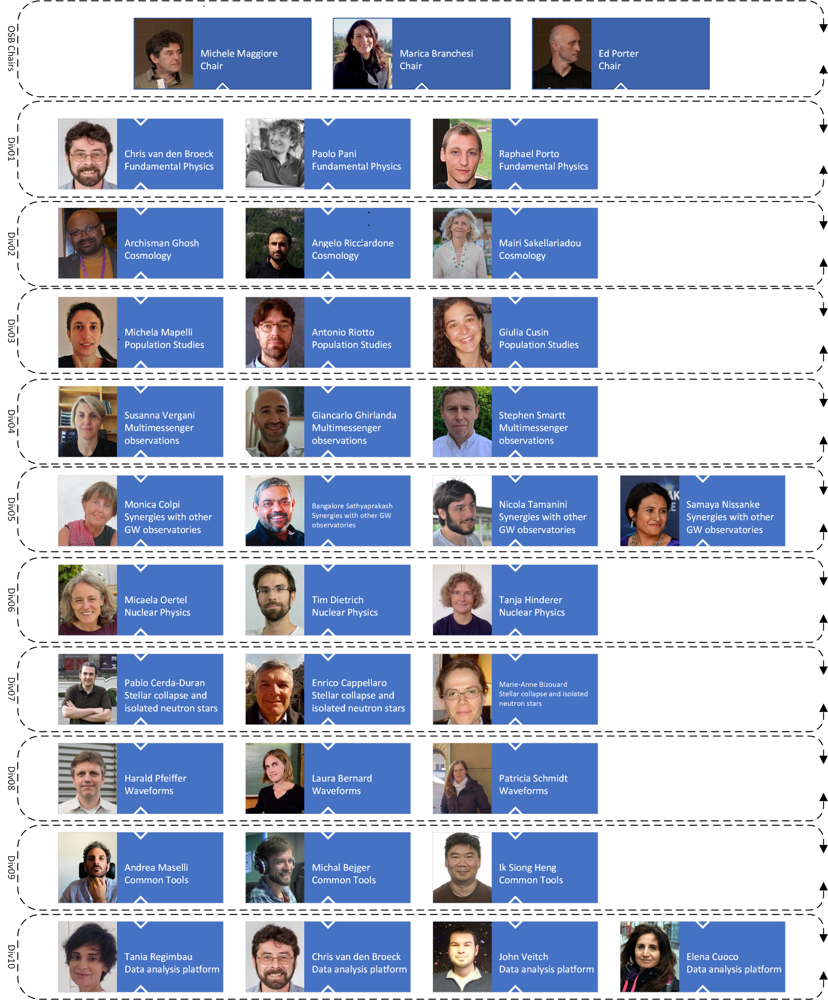 OSB Chairs
Michele Maggiore
Chair
Marica Branchesi
Chair
Ed Porter
Chair
Div01
Chris van den Broeck
Fundamental Physics
Paolo Pani
Fundamental Physics
Raphael Porto
Fundamental Physics
Div02
Archisman Ghosh
Cosmology
Angelo Ricciardone
Cosmology
Mairi Sakellariadou
Cosmology
Div03
Michela Mapelli
Population Studies
Antonio Riotto
Population Studies
Giulia Cusin
Population Studies
Div04
Susanna Vergani
Multimessenger
observations
Giancarlo Ghirlanda
Multimessenger
observations
Stephen Smartt
Multimessenger
observations
Div05
Monica Colpi
Synergies with other
GW observatories
Bangalore Sathyaprakash
Synergies with other GW
observatories
Nicola Tamanini
Synergies with other
GW observatories
Samaya Nissanke
Synergies with other
GW observatories
Div06
Micaela Oertel
Nuclear Physics
Tim Dietrich
Nuclear Physics
Tanja Hinderer
Nuclear Physics
Div07
Pablo Cerda-Duran
Stellar collapse and
isolated neutron stars
Enrico Cappellaro
Stellar collapse and
isolated neutron stars
Marie-Anne Bizouard
Stellar collapse and isolated
neutron stars
Div08
Harald Pfeiffer
Waveforms
Laura Bernard
Waveforms
Patricia Schmidt
Waveforms
Div09
Andrea Maselli
Common Tools
Michal Bejger
Common Tools
Ik Siong Heng
Common Tools
Div10
Tania Regimbau
Data analysis platform
Chris van den Broeck
Data analysis platform
John Veitch
Data analysis platform
Elena Cuoco
Data analysis platform